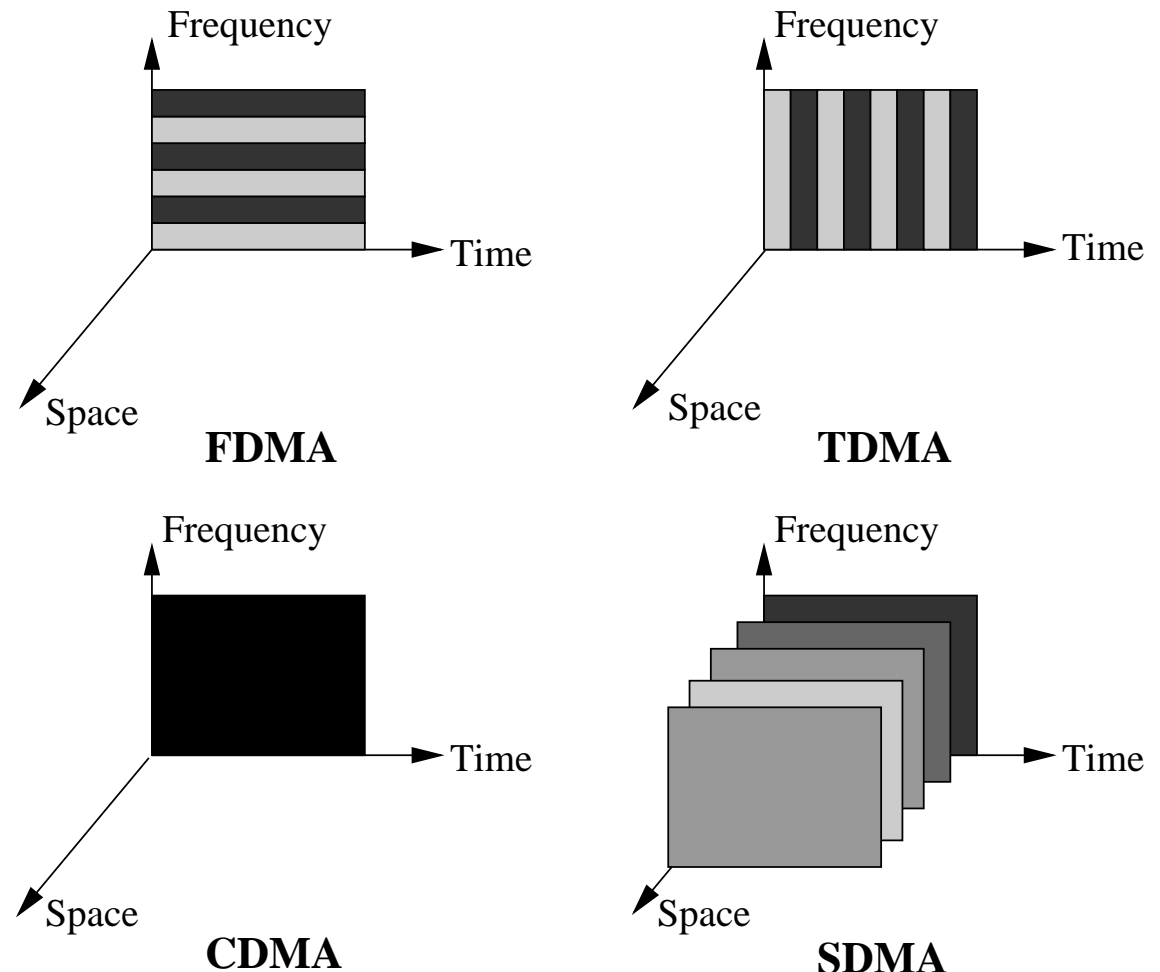 Frequency
Time
Space
FDMA
Frequency
Time
Space
TDMA
Frequency
Time
Space
CDMA
Frequency
Time
Space
SDMA